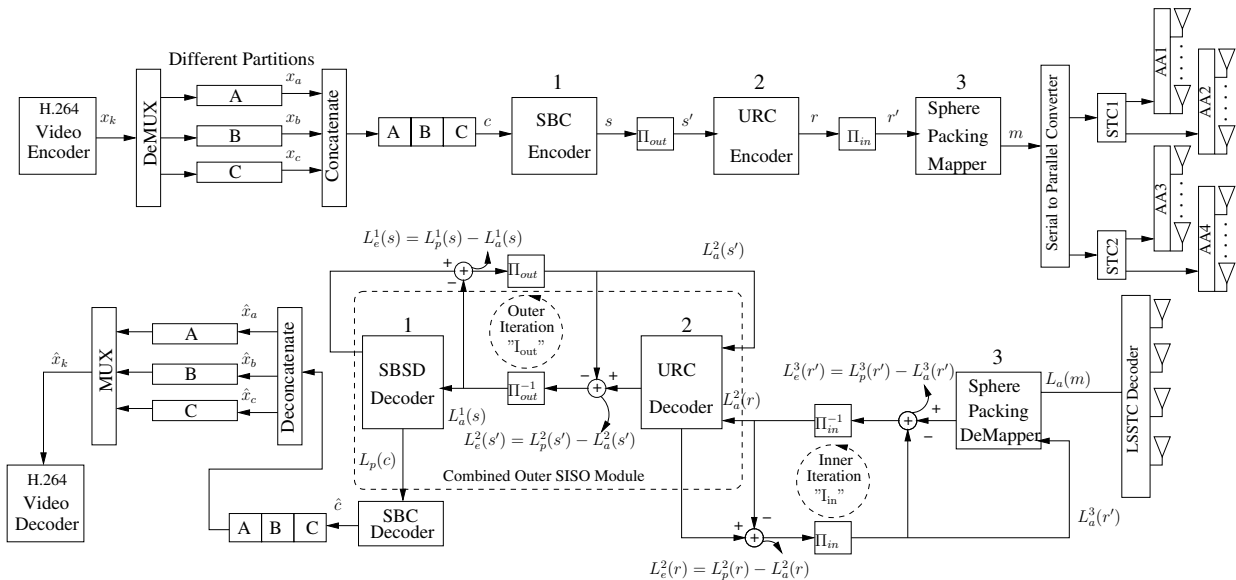 Different Partitions
H.264
Video
Encoder
x_k
DeMUX
A
B
C
x_a
x_b
x_c
Concatenate
A B C
c
1
SBC
Encoder
s
Π_out
s′
2
URC
Encoder
r
Π_in
r′
3
Sphere
Packing
Mapper
m
Serial to Parallel Converter
STC1
STC2
AA1
AA2
AA3
AA4
L_e^1(s) = L_p^1(s) − L_a^1(s)
+
−
+
Π_out
L_a^2(s′)
Outer
Iteration
"I_out"
1
SBSD
Decoder
L_a^1(s)
Π_out^{-1}
−
+
+
L_e^2(s′) = L_p^2(s′) − L_a^2(s′)
2
URC
Decoder
L_a^2(r)
Combined Outer SISO Module
L_p(c)
SBC
Decoder
ĉ
A B C
Deconcatenate
x̂_a
x̂_b
x̂_c
A
B
C
MUX
x̂_k
H.264
Video
Decoder
Π_in^{-1}
L_e^3(r′) = L_p^3(r′) − L_a^3(r′)
+
+
−
3
Sphere
Packing
DeMapper
L_a(m)
LSSTC Decoder
Inner
Iteration
"I_in"
+
−
+
Π_in
L_a^3(r′)
L_e^2(r) = L_p^2(r) − L_a^2(r)